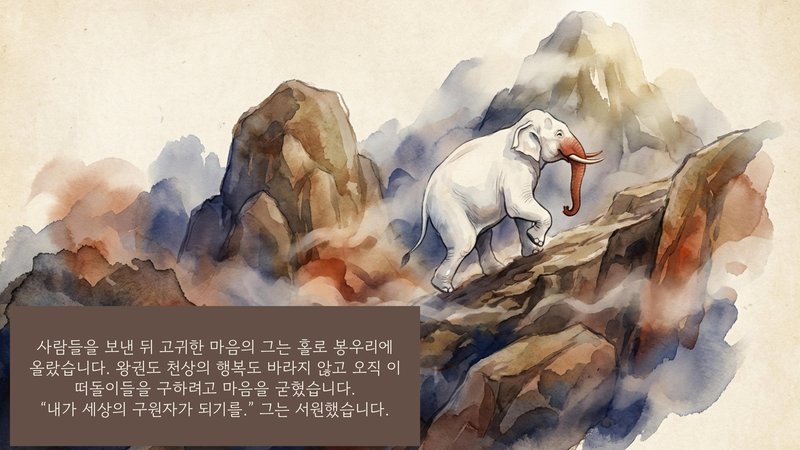 사람들을 보낸 뒤 고귀한 마음의 그는 홀로 봉우리에
올랐습니다. 왕권도 천상의 행복도 바라지 않고 오직 이
떠돌이들을 구하려고 마음을 굳혔습니다.
“내가 세상의 구원자가 되기를.” 그는 서원했습니다.